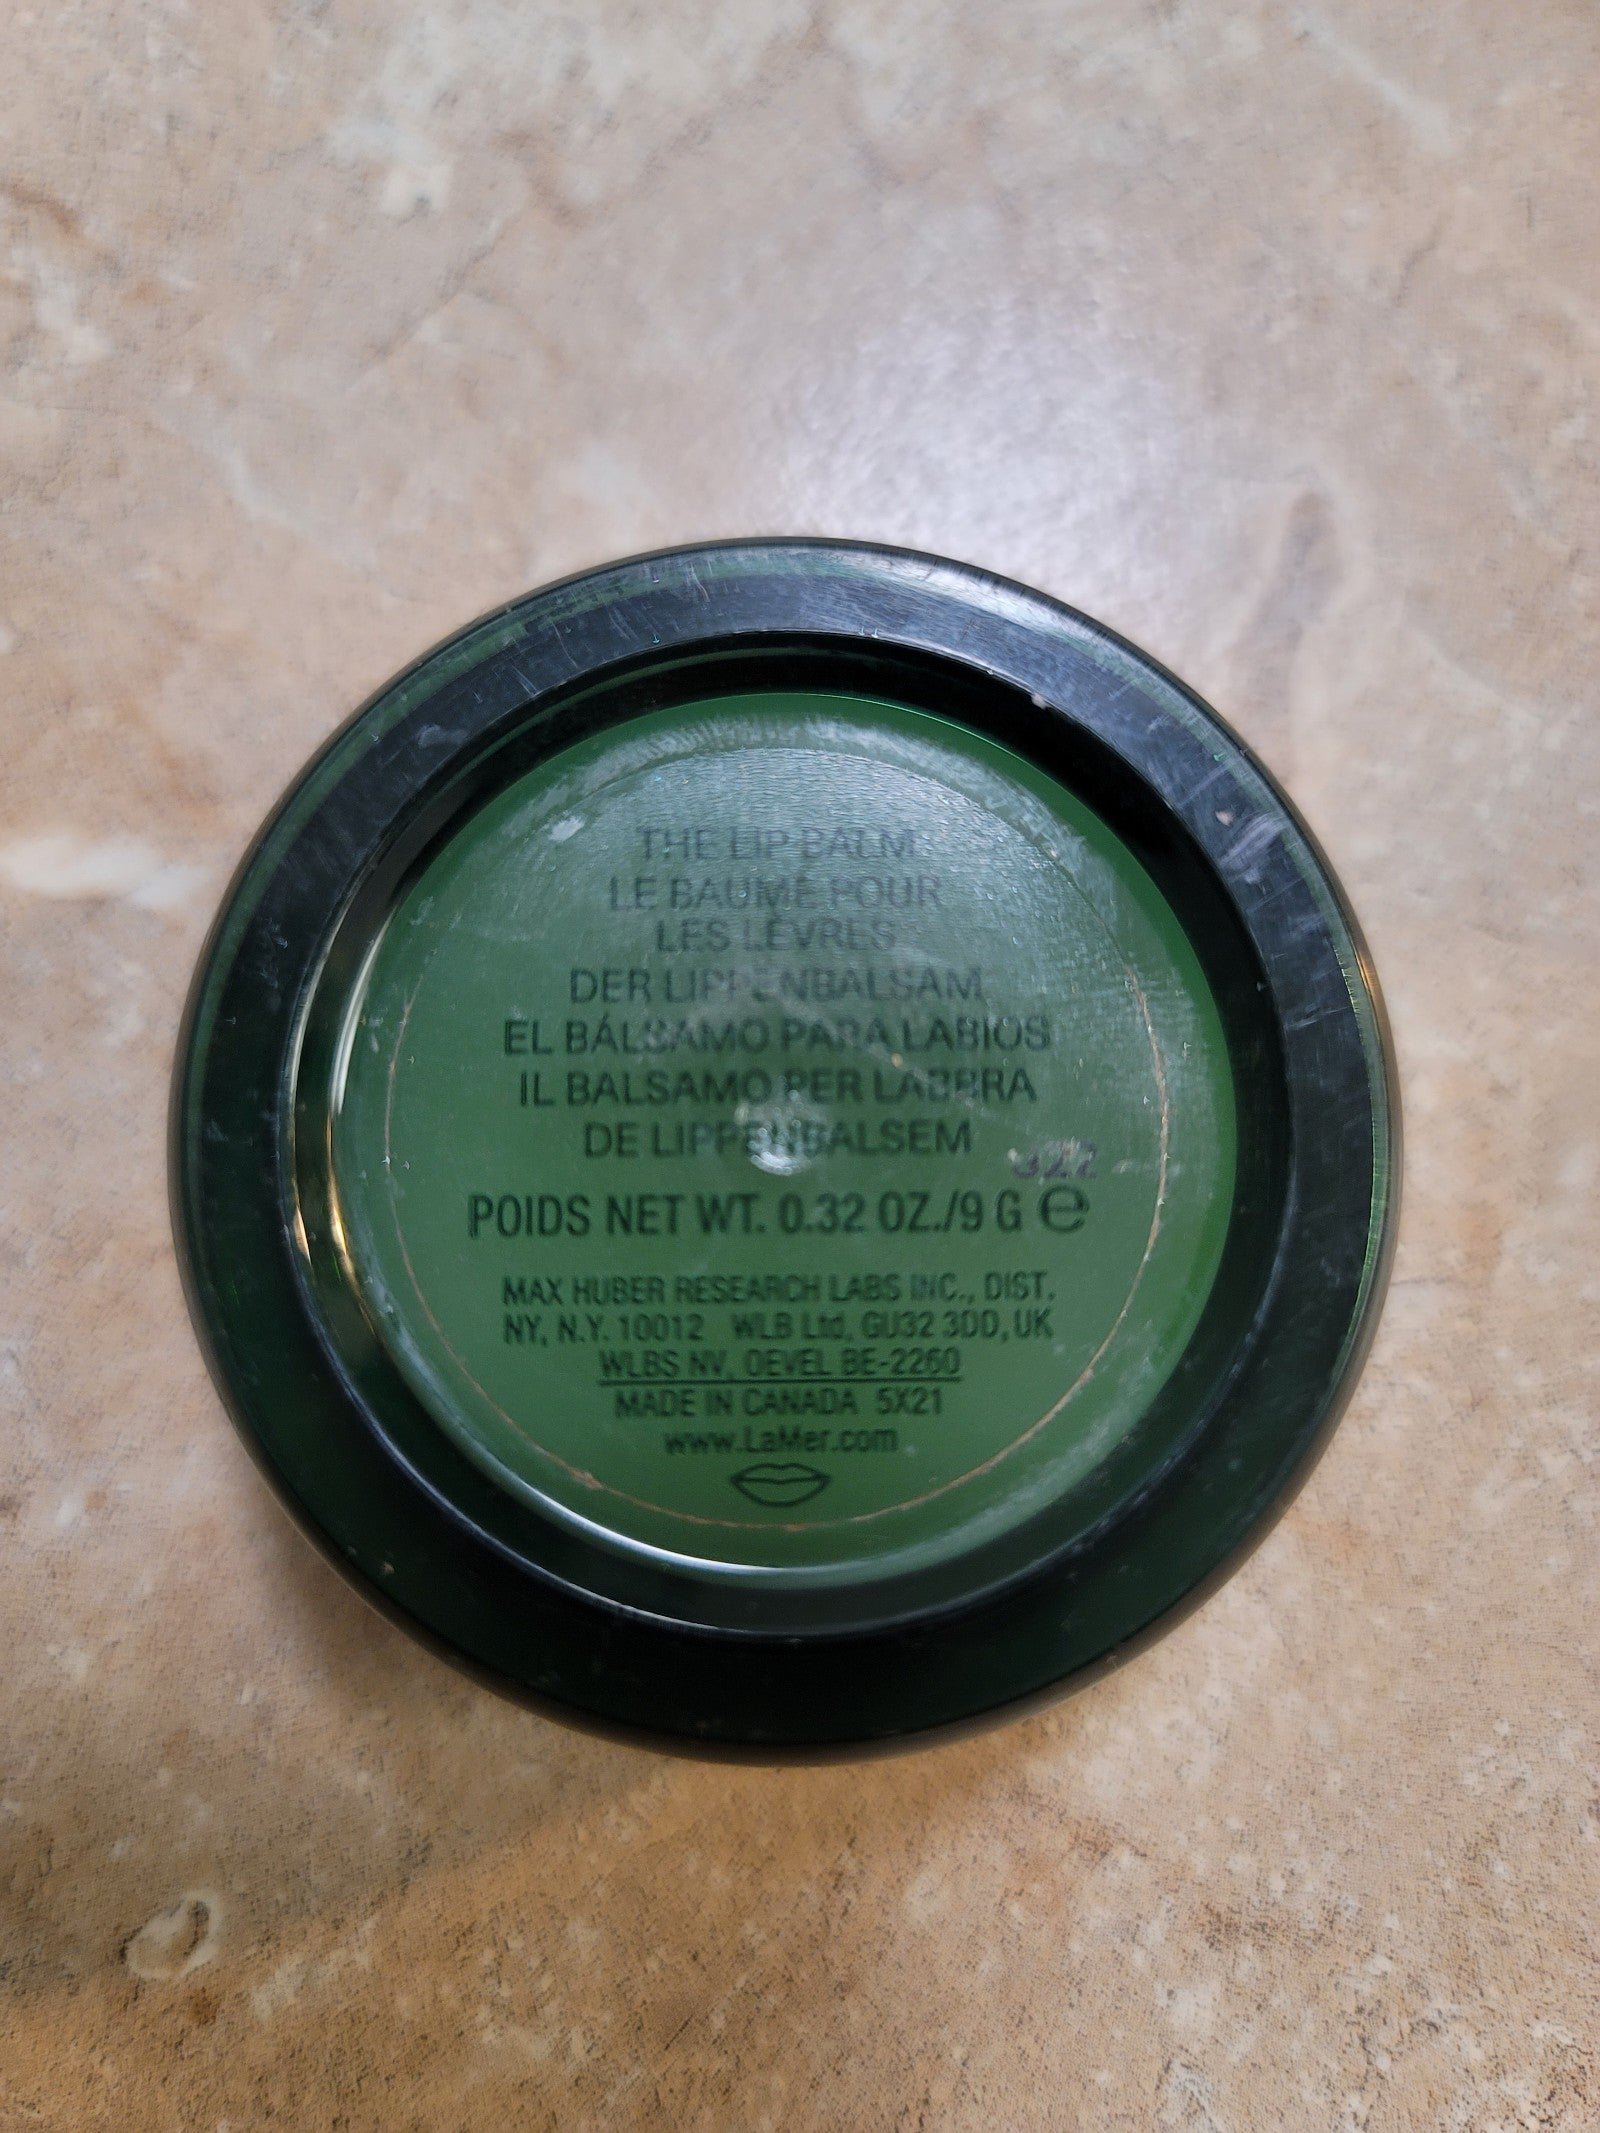 THE LIP BALM
LE BAUME POUR
LES LÈVRES
DER LIPPENBALSAM
EL BÁLSAMO PARA LABIOS
IL BALSAMO PER LABBRA
DE LIPPENBALSEM
POIDS NET WT. 0.32 OZ./9 G ℮
MAX HUBER RESEARCH LABS INC., DIST.
NY, N.Y. 10012 WLB Ltd, GU32 3DD, UK
WLBS NV, OEVEL BE-2260
MADE IN CANADA 5X21
www.LaMer.com